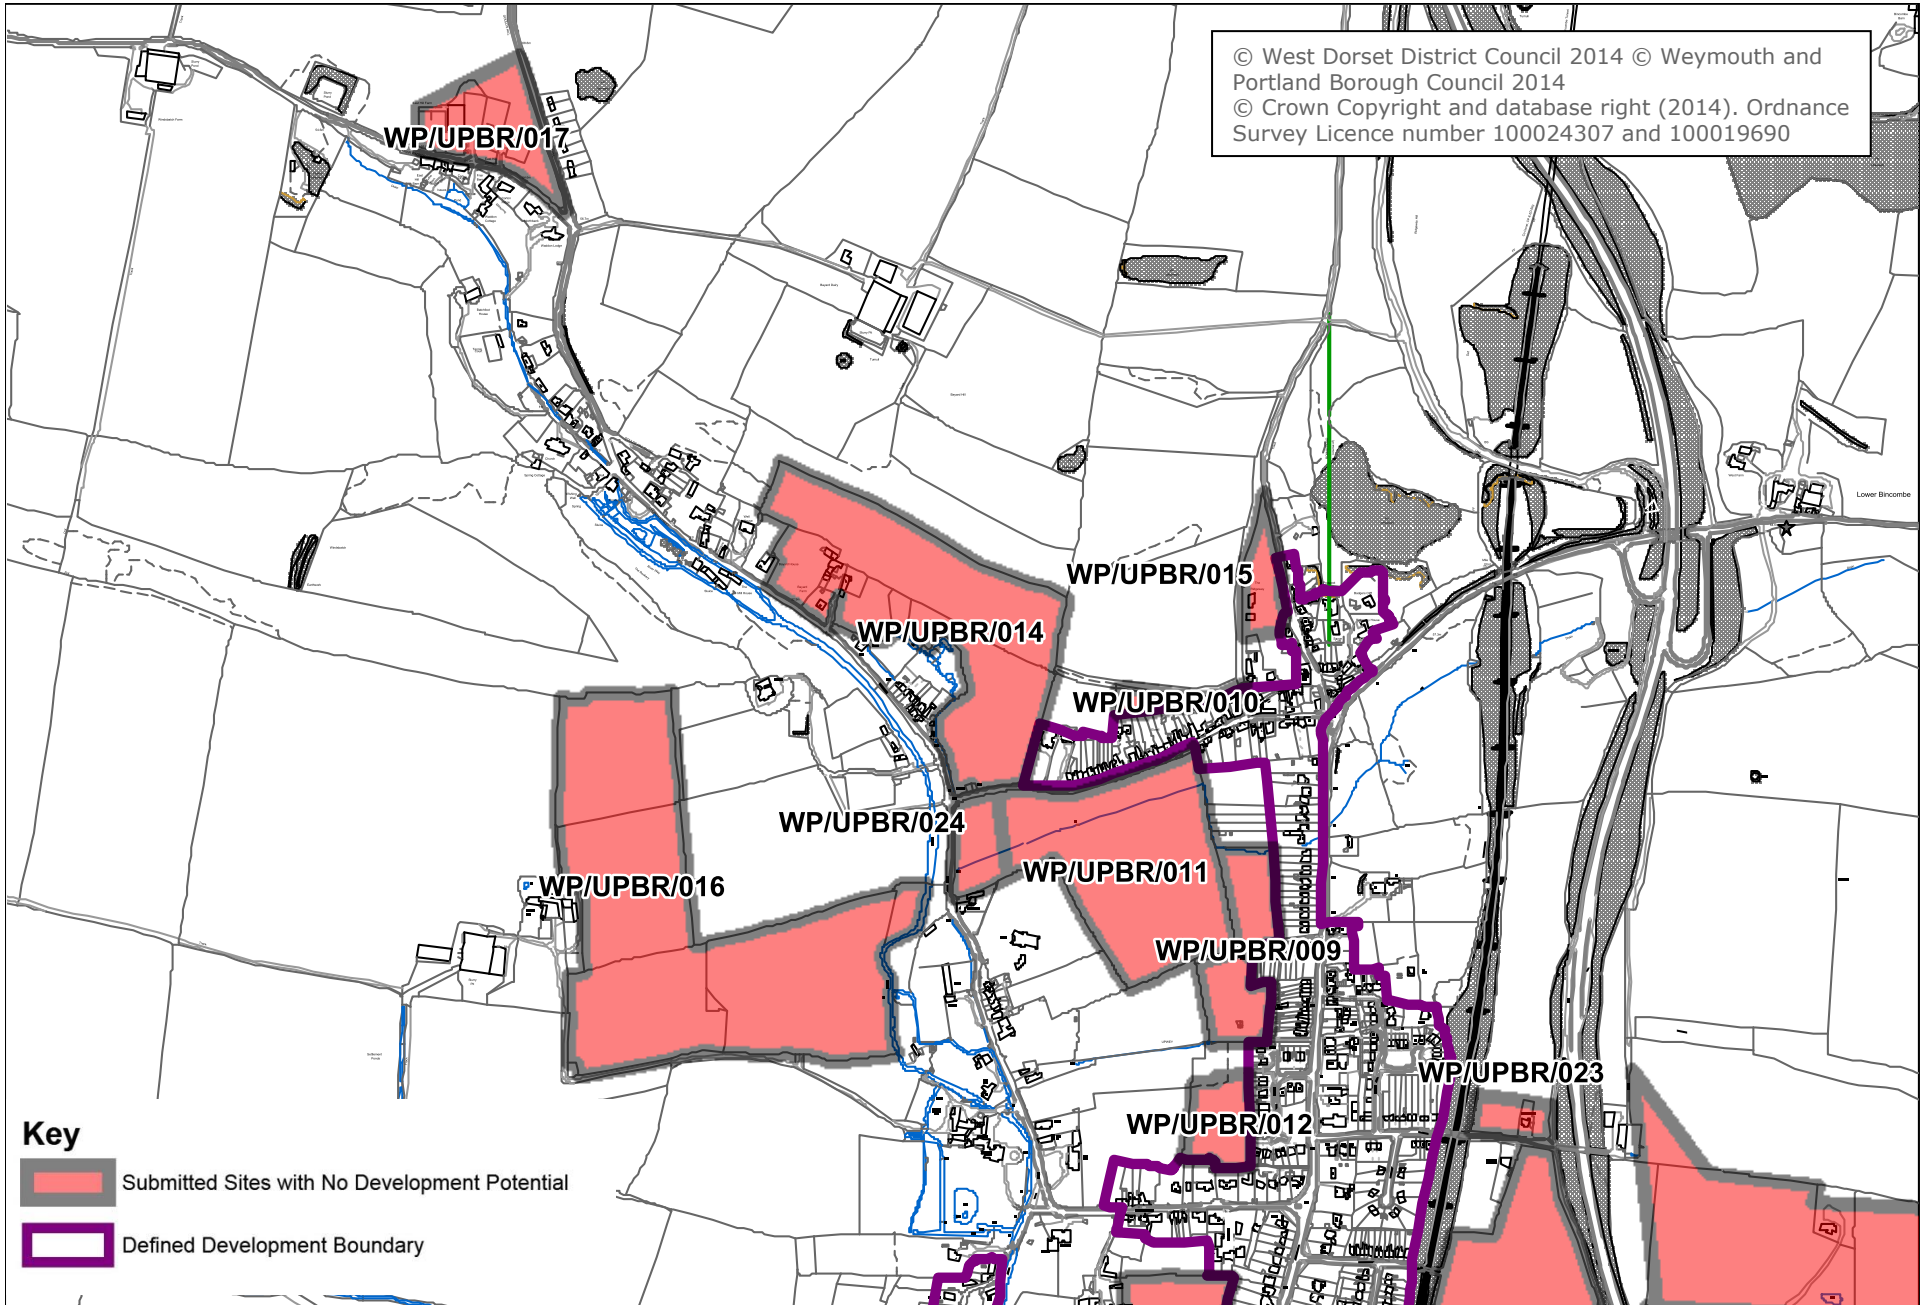 © West Dorset District Council 2014 © Weymouth and
Portland Borough Council 2014
© Crown Copyright and database right (2014). Ordnance
Survey Licence number 100024307 and 100019690
WP/UPBR/017
Lower Bincombe
WP/UPBR/015
WP/UPBR/014
WP/UPBR/010
WP/UPBR/024
WP/UPBR/011
WP/UPBR/016
WP/UPBR/009
WP/UPBR/023
WP/UPBR/012
Key
Submitted Sites with No Development Potential
Defined Development Boundary